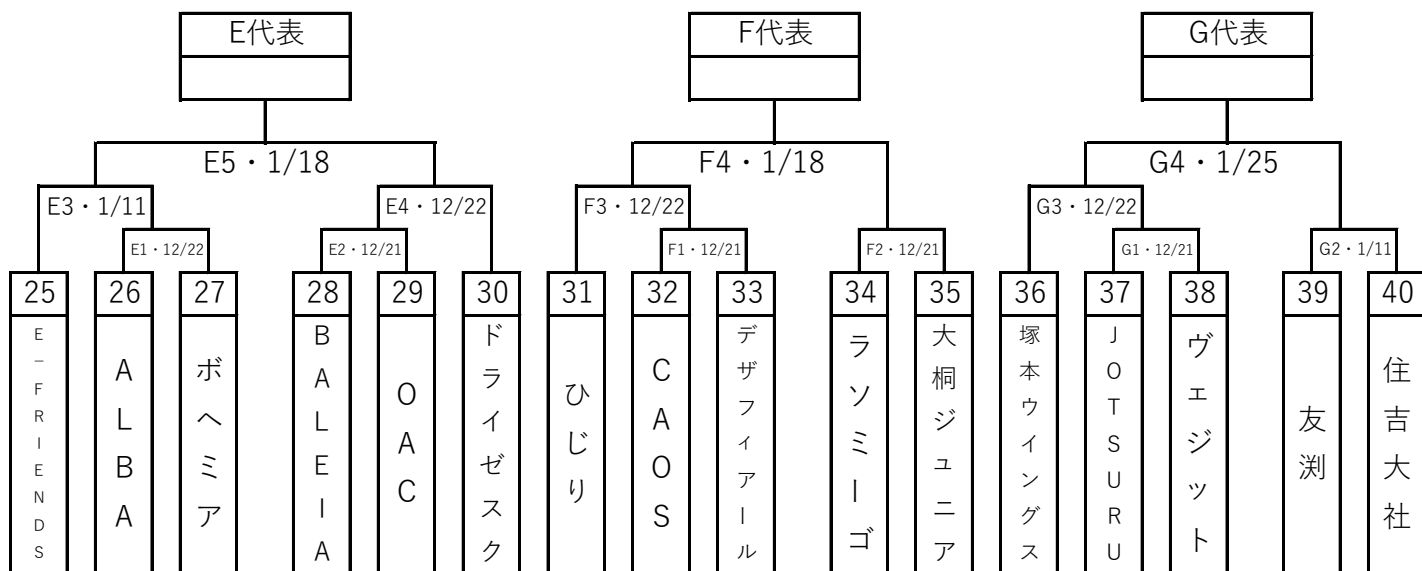 E代表
F代表
G代表
E5・1/18
F4・1/18
G4・1/25
E3・1/11
E4・12/22
F3・12/22
G3・12/22
E1・12/22
E2・12/21
F1・12/21
F2・12/21
G1・12/21
G2・1/11
25
26
27
28
29
30
31
32
33
34
35
36
37
38
39
40
E－FRIENDS
ALBA
ボヘミア
BALEIA
OAC
ドライゼスク
ひじり
CAOS
デザフィアール
ラソミーゴ
大桐ジュニア
塚本ウイングス
JOTSURU
ヴェジット
友渕
住吉大社